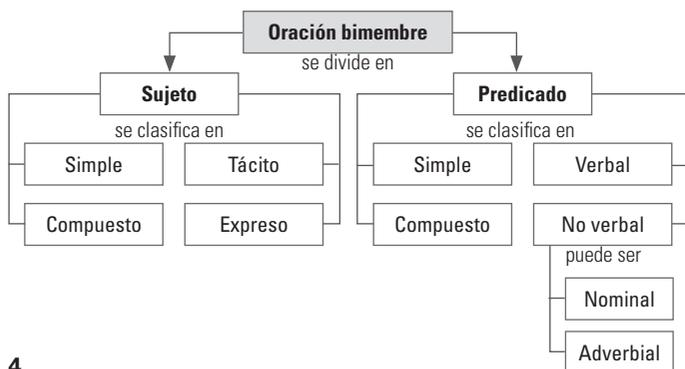 Oración bimembre
se divide en
Sujeto Predicado
se clasifica en se clasifica en
Simple Tácito Simple Verbal
Compuesto Expreso Compuesto No verbal
puede ser
Nominal
Adverbial
4